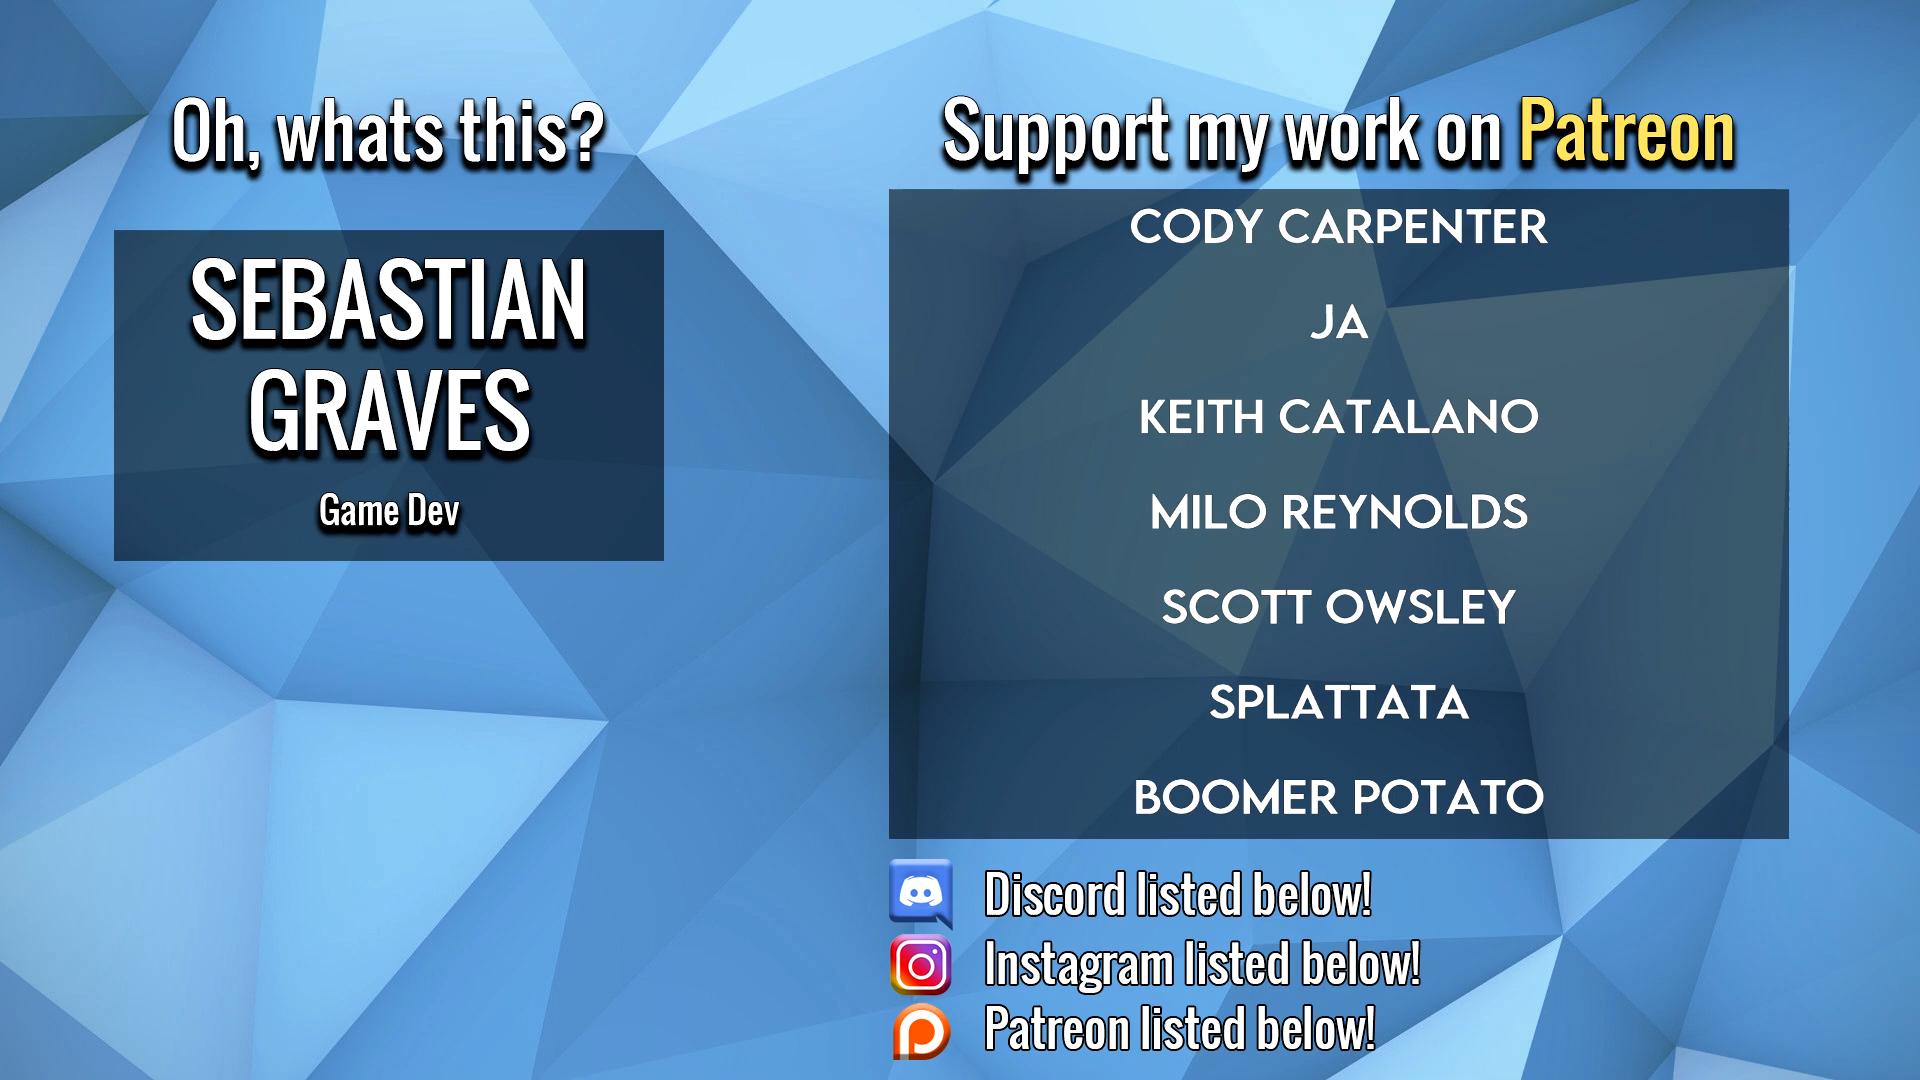 Oh, whats this?
SEBASTIAN
GRAVES
Game Dev
Support my work on Patreon
CODY CARPENTER
JA
KEITH CATALANO
MILO REYNOLDS
SCOTT OWSLEY
SPLATTATA
BOOMER POTATO
Discord listed below!
Instagram listed below!
Patreon listed below!